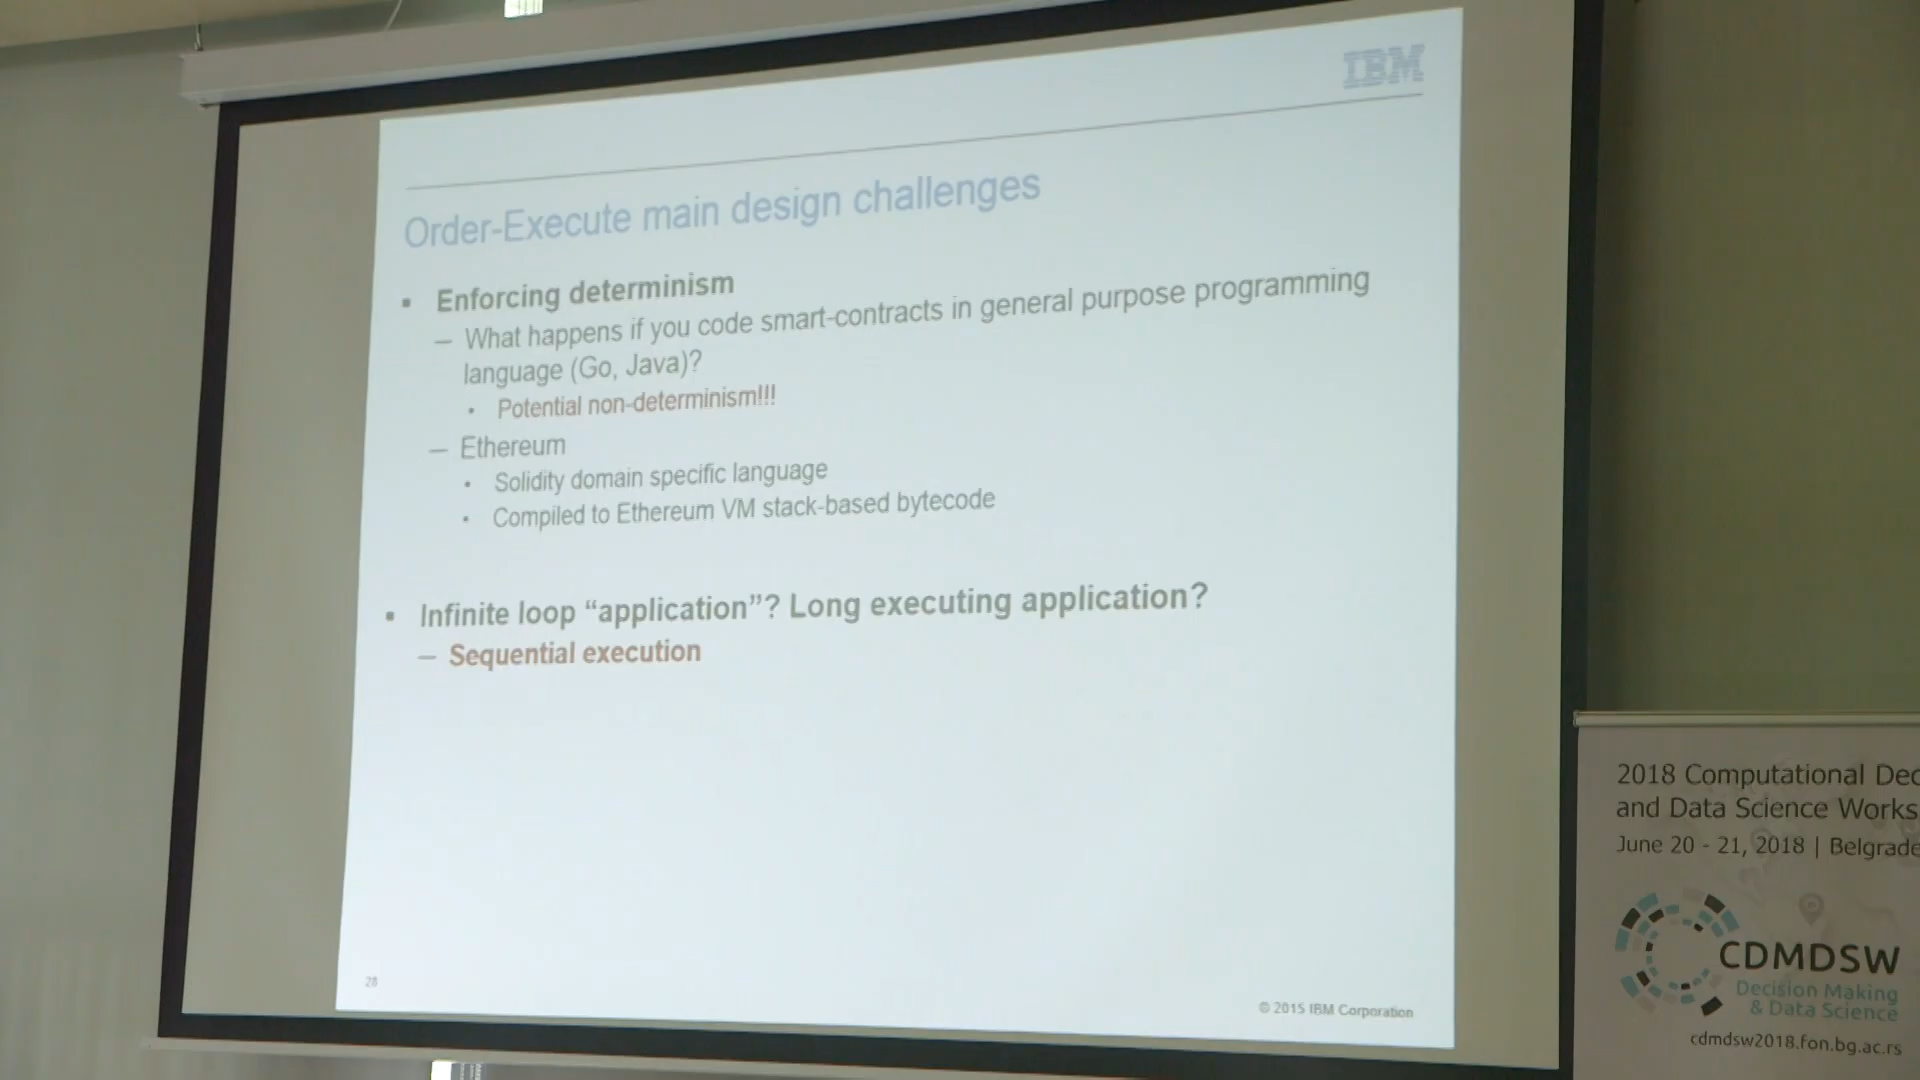 IBM
Order-Execute main design challenges
▪ Enforcing determinism
– What happens if you code smart-contracts in general purpose programming
language (Go, Java)?
• Potential non-determinism!!!
– Ethereum
• Solidity domain specific language
• Compiled to Ethereum VM stack-based bytecode
▪ Infinite loop “application”? Long executing application?
– Sequential execution
28
© 2015 IBM Corporation
2018 Computational Dec
and Data Science Works
June 20 - 21, 2018 | Belgrade
CDMDSW
Decision Making
& Data Science
cdmdsw2018.fon.bg.ac.rs